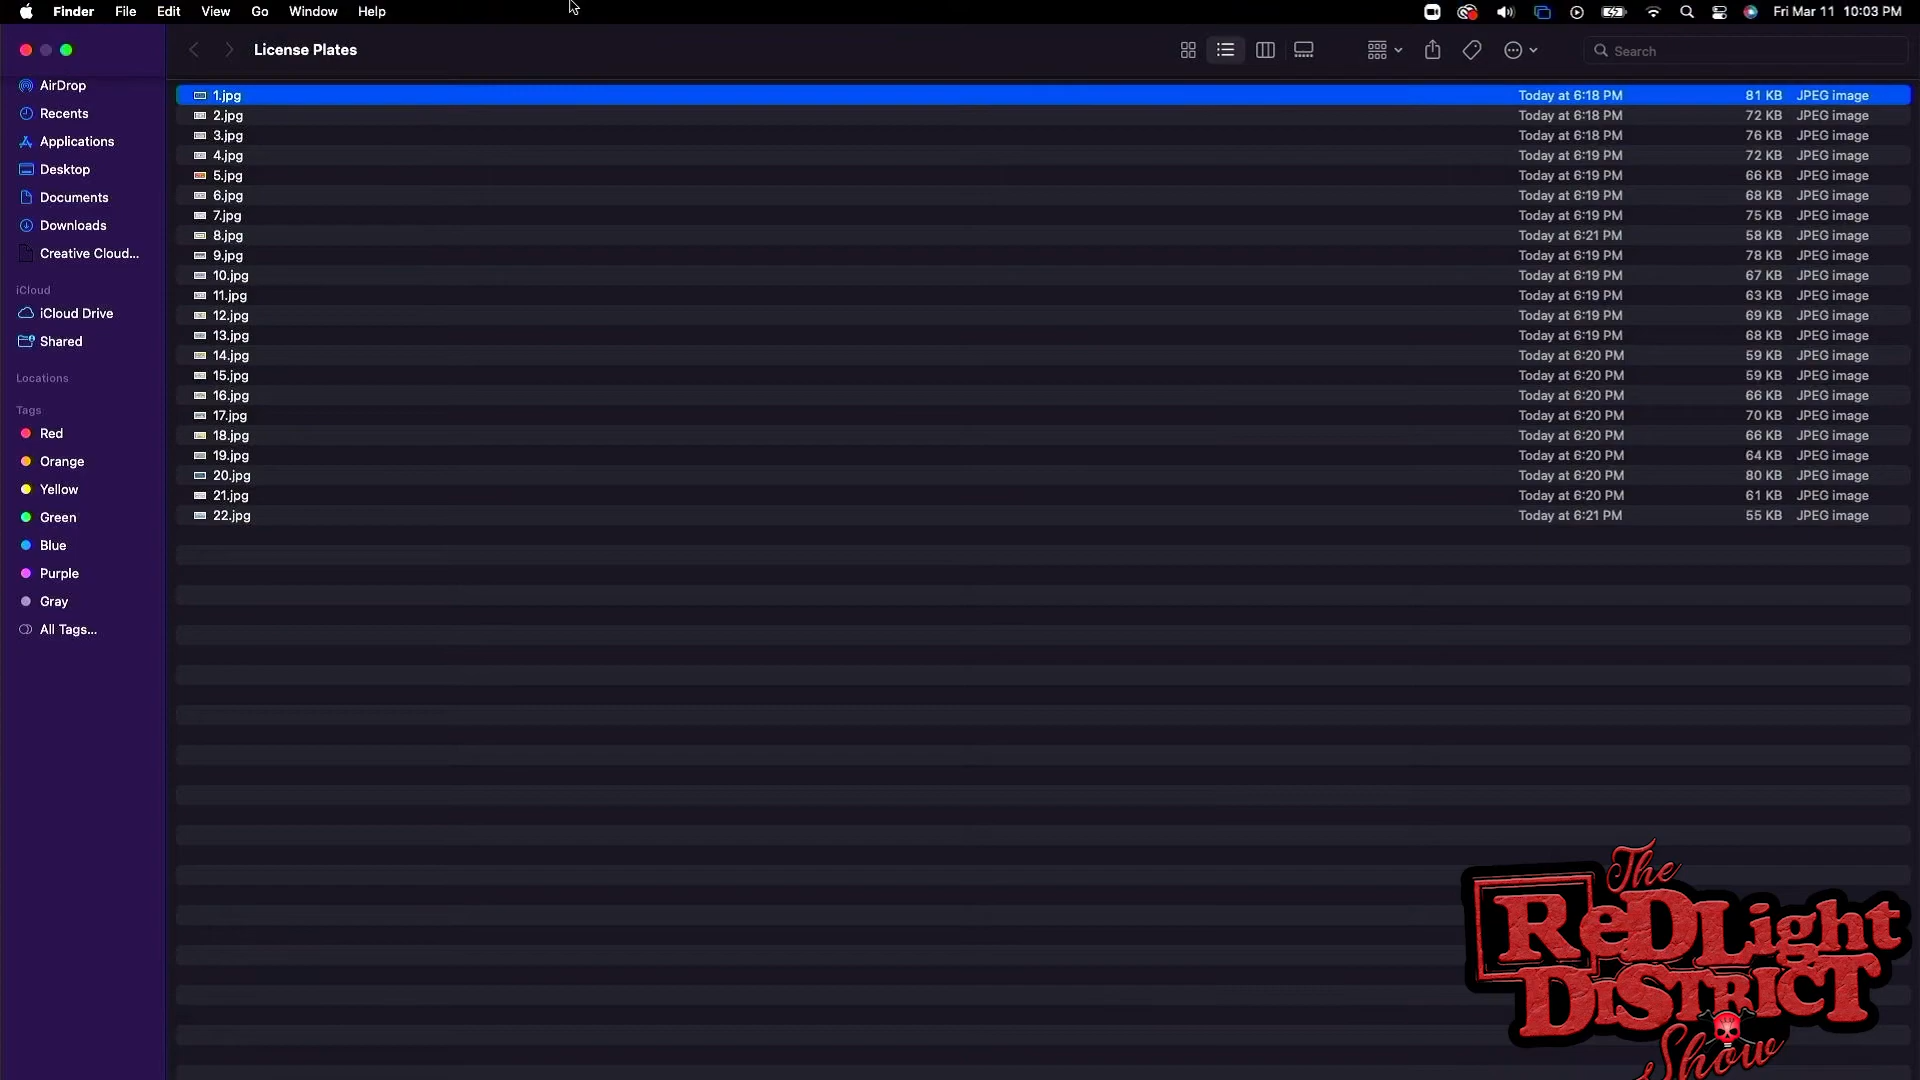 Finder File Edit View Go Window Help Fri Mar 11 10:03 PM
License Plates Search
AirDrop
Recents
Applications
Desktop
Documents
Downloads
Creative Cloud...
iCloud
iCloud Drive
Shared
Locations
Tags
Red
Orange
Yellow
Green
Blue
Purple
Gray
All Tags...
1.jpg Today at 6:18 PM 81 KB JPEG image
2.jpg Today at 6:18 PM 72 KB JPEG image
3.jpg Today at 6:18 PM 76 KB JPEG image
4.jpg Today at 6:19 PM 72 KB JPEG image
5.jpg Today at 6:19 PM 66 KB JPEG image
6.jpg Today at 6:19 PM 68 KB JPEG image
7.jpg Today at 6:19 PM 75 KB JPEG image
8.jpg Today at 6:21 PM 58 KB JPEG image
9.jpg Today at 6:19 PM 78 KB JPEG image
10.jpg Today at 6:19 PM 67 KB JPEG image
11.jpg Today at 6:19 PM 63 KB JPEG image
12.jpg Today at 6:19 PM 69 KB JPEG image
13.jpg Today at 6:19 PM 68 KB JPEG image
14.jpg Today at 6:20 PM 59 KB JPEG image
15.jpg Today at 6:20 PM 59 KB JPEG image
16.jpg Today at 6:20 PM 66 KB JPEG image
17.jpg Today at 6:20 PM 70 KB JPEG image
18.jpg Today at 6:20 PM 66 KB JPEG image
19.jpg Today at 6:20 PM 64 KB JPEG image
20.jpg Today at 6:20 PM 80 KB JPEG image
21.jpg Today at 6:20 PM 61 KB JPEG image
22.jpg Today at 6:21 PM 55 KB JPEG image
The
ReDLight
DiSTRiCT
Show